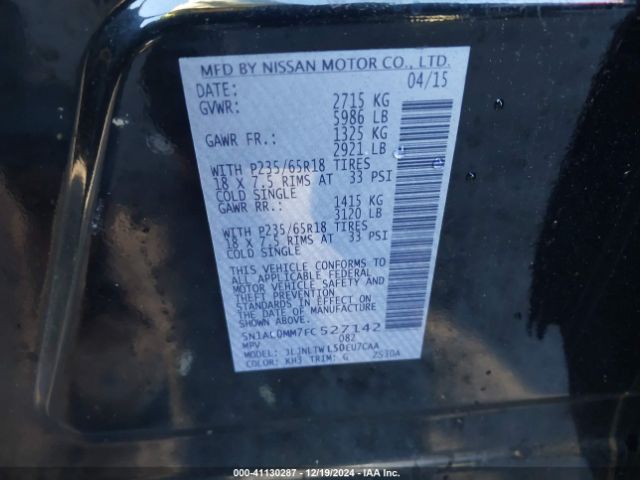 MFD BY NISSAN MOTOR CO., LTD.
DATE: 04/15
GVWR: 2715 KG
5986 LB
GAWR FR.: 1325 KG
2921 LB
WITH P235/65R18 TIRES
18 X 7.5 RIMS AT 33 PSI
COLD SINGLE
GAWR RR.: 1415 KG
3120 LB
WITH P235/65R18 TIRES
18 X 7.5 RIMS AT 33 PSI
COLD SINGLE
THIS VEHICLE CONFORMS TO
ALL APPLICABLE FEDERAL
MOTOR VEHICLE SAFETY AND
THEFT PREVENTION
STANDARDS IN EFFECT ON
THE DATE OF MANUFACTURE
SHOWN ABOVE.
5N1AL0MM7FC527142
MPV 082
MODEL: JLJNLTWL50EU7CAA
COLOR: KH3 TRIM: G ZS30A
000-41130287 - 12/19/2024 - IAA Inc.